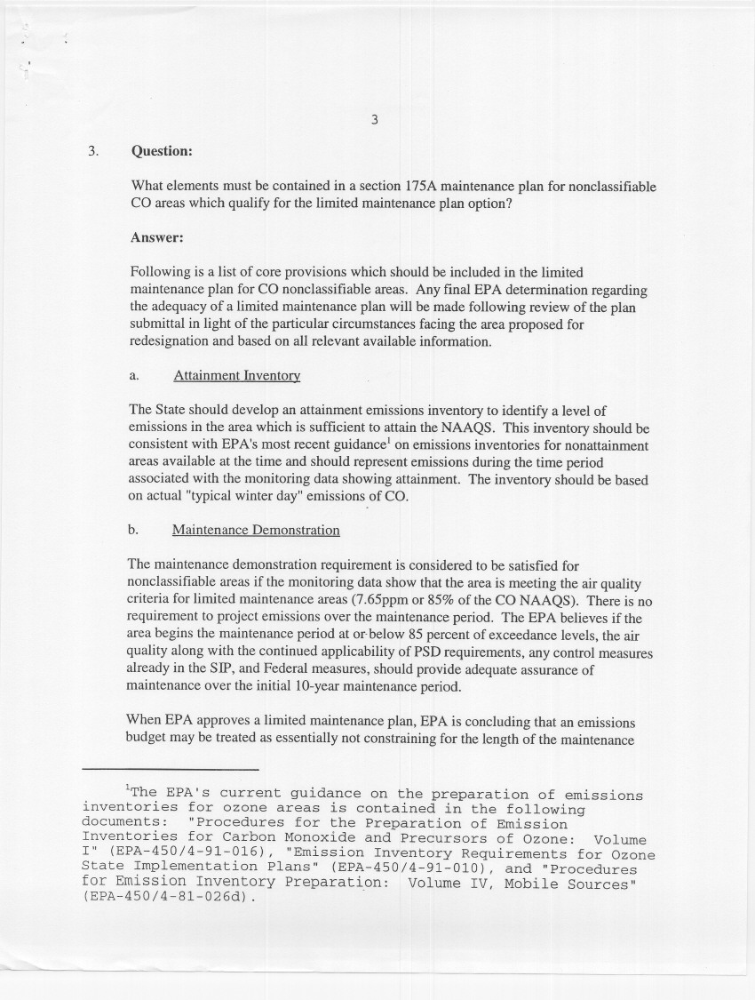 3
3. Question:
What elements must be contained in a section 175A maintenance plan for nonclassifiable
CO areas which qualify for the limited maintenance plan option?
Answer:
Following is a list of core provisions which should be included in the limited
maintenance plan for CO nonclassifiable areas. Any final EPA determination regarding
the adequacy of a limited maintenance plan will be made following review of the plan
submittal in light of the particular circumstances facing the area proposed for
redesignation and based on all relevant available information.
a. Attainment Inventory
The State should develop an attainment emissions inventory to identify a level of
emissions in the area which is sufficient to attain the NAAQS. This inventory should be
consistent with EPA's most recent guidance¹ on emissions inventories for nonattainment
areas available at the time and should represent emissions during the time period
associated with the monitoring data showing attainment. The inventory should be based
on actual "typical winter day" emissions of CO.
b. Maintenance Demonstration
The maintenance demonstration requirement is considered to be satisfied for
nonclassifiable areas if the monitoring data show that the area is meeting the air quality
criteria for limited maintenance areas (7.65ppm or 85% of the CO NAAQS). There is no
requirement to project emissions over the maintenance period. The EPA believes if the
area begins the maintenance period at or below 85 percent of exceedance levels, the air
quality along with the continued applicability of PSD requirements, any control measures
already in the SIP, and Federal measures, should provide adequate assurance of
maintenance over the initial 10-year maintenance period.
When EPA approves a limited maintenance plan, EPA is concluding that an emissions
budget may be treated as essentially not constraining for the length of the maintenance
¹The EPA's current guidance on the preparation of emissions
inventories for ozone areas is contained in the following
documents: "Procedures for the Preparation of Emission
Inventories for Carbon Monoxide and Precursors of Ozone: Volume
I" (EPA-450/4-91-016), "Emission Inventory Requirements for Ozone
State Implementation Plans" (EPA-450/4-91-010), and "Procedures
for Emission Inventory Preparation: Volume IV, Mobile Sources"
(EPA-450/4-81-026d).